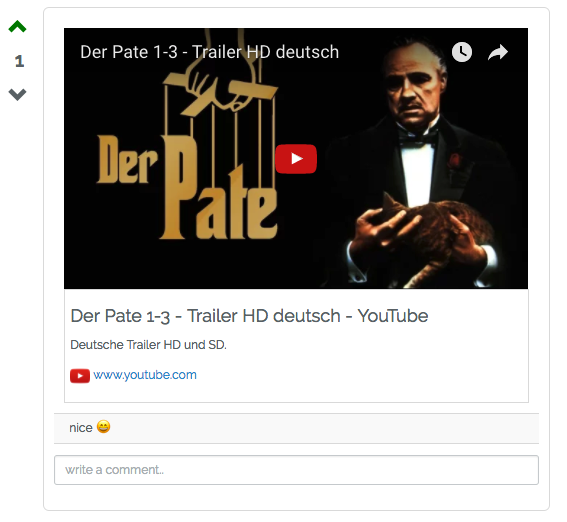 1
Der Pate 1-3 - Trailer HD deutsch
Der Pate
Der Pate 1-3 - Trailer HD deutsch - YouTube
Deutsche Trailer HD und SD.
www.youtube.com
nice 😄
write a comment..